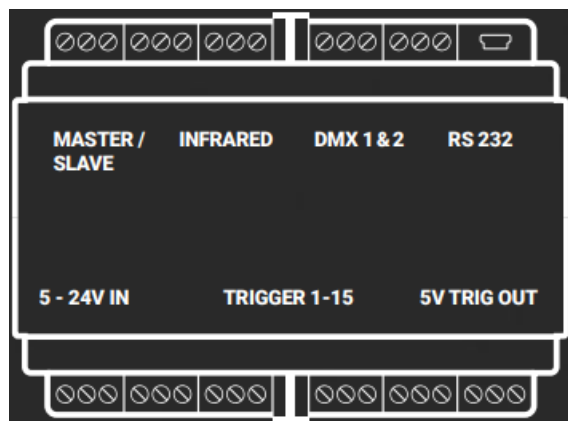 MASTER / INFRARED DMX 1 & 2 RS 232
SLAVE
5 - 24V IN TRIGGER 1-15 5V TRIG OUT